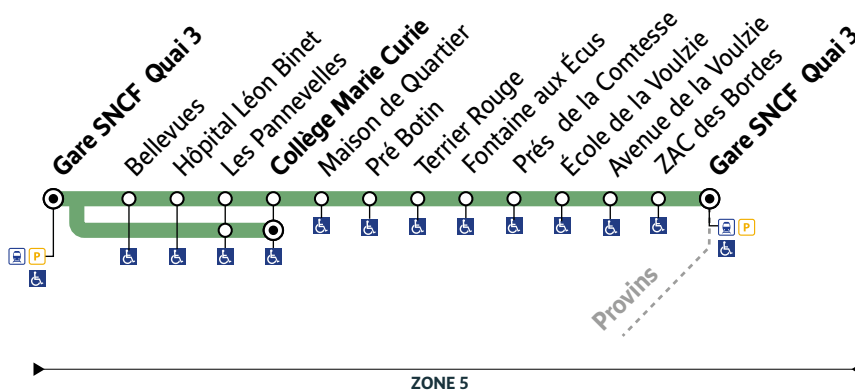 Gare SNCF Quai 3
Bellevues
Hôpital Léon Binet
Les Pannevelles
Collège Marie Curie
Maison de Quartier
Pré Botin
Terrier Rouge
Fontaine aux Écus
Prés de la Comtesse
École de la Voulzie
Avenue de la Voulzie
ZAC des Bordes
Gare SNCF Quai 3
P
P
Provins
ZONE 5